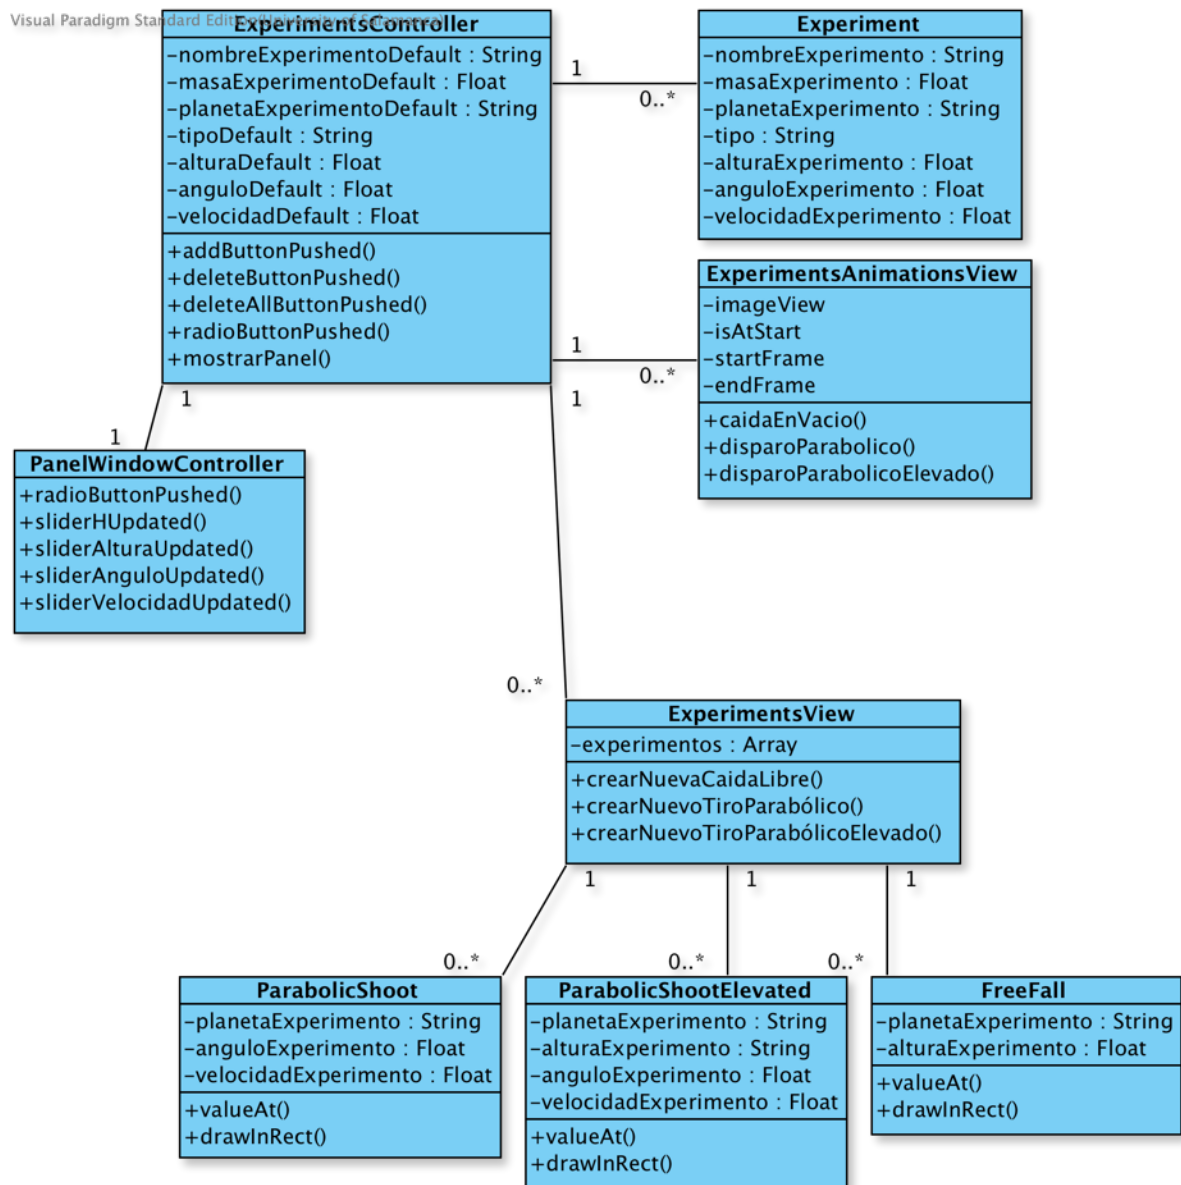 Visual Paradigm Standard Edition(University of Salamanca)
ExperimentsController
-nombreExperimentoDefault : String
-masaExperimentoDefault : Float
-planetaExperimentoDefault : String
-tipoDefault : String
-alturaDefault : Float
-anguloDefault : Float
-velocidadDefault : Float
+addButtonPushed()
+deleteButtonPushed()
+deleteAllButtonPushed()
+radioButtonPushed()
+mostrarPanel()
1
0..*
Experiment
-nombreExperimento : String
-masaExperimento : Float
-planetaExperimento : String
-tipo : String
-alturaExperimento : Float
-anguloExperimento : Float
-velocidadExperimento : Float
1
0..*
ExperimentsAnimationsView
-imageView
-isAtStart
-startFrame
-endFrame
+caidaEnVacio()
+disparoParabolico()
+disparoParabolicoElevado()
1
1
PanelWindowController
+radioButtonPushed()
+sliderHUpdated()
+sliderAlturaUpdated()
+sliderAnguloUpdated()
+sliderVelocidadUpdated()
1
0..*
ExperimentsView
-experimentos : Array
+crearNuevaCaidaLibre()
+crearNuevoTiroParabólico()
+crearNuevoTiroParabólicoElevado()
1
0..*
1
0..*
1
0..*
ParabolicShoot
-planetaExperimento : String
-anguloExperimento : Float
-velocidadExperimento : Float
+valueAt()
+drawInRect()
ParabolicShootElevated
-planetaExperimento : String
-alturaExperimento : String
-anguloExperimento : Float
-velocidadExperimento : Float
+valueAt()
+drawInRect()
FreeFall
-planetaExperimento : String
-alturaExperimento : Float
+valueAt()
+drawInRect()